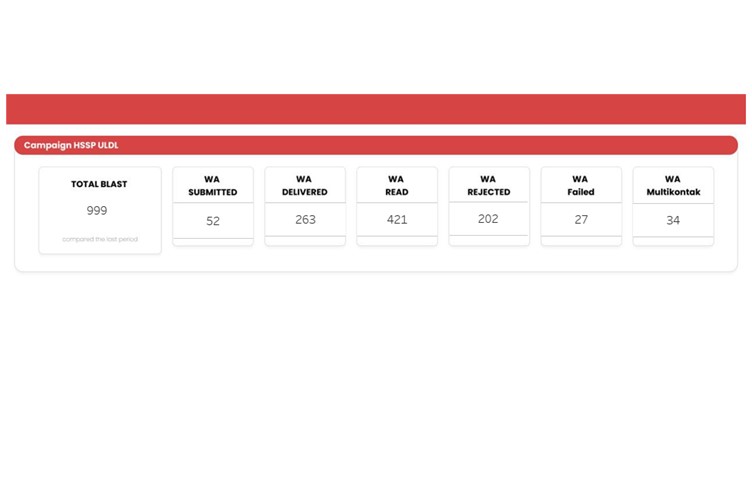 Campaign HSSP ULDL
TOTAL BLAST
999
compared the last period
WA
SUBMITTED
52
WA
DELIVERED
263
WA
READ
421
WA
REJECTED
202
WA
Failed
27
WA
Multikontak
34